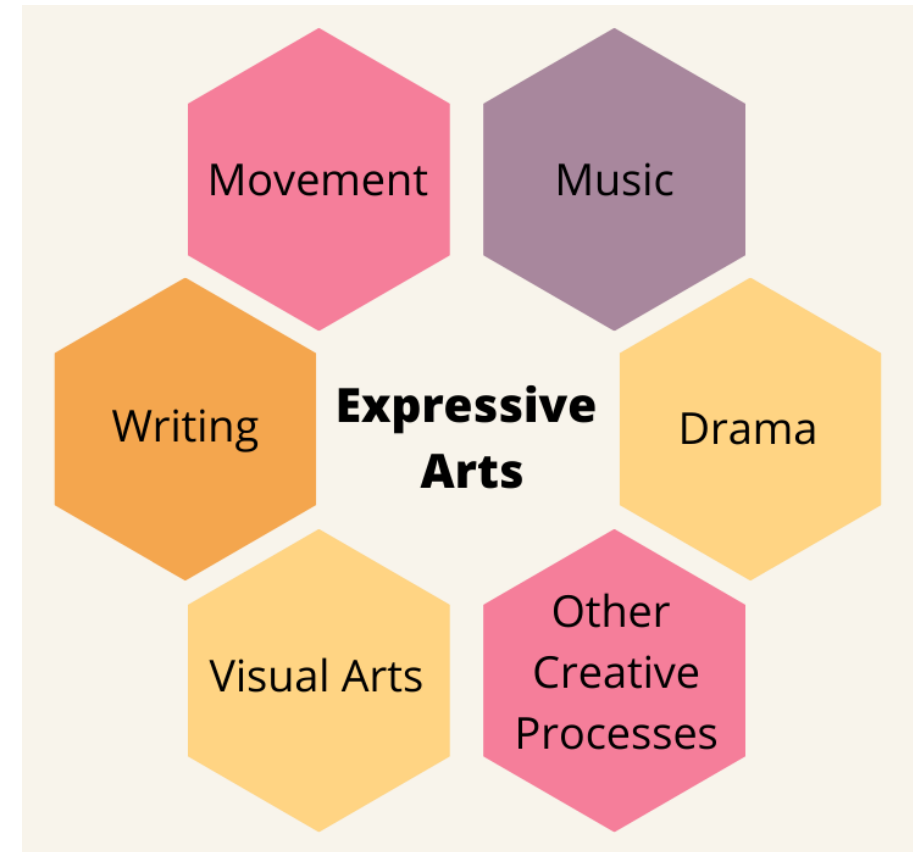 Movement
Music
Writing
Expressive
Arts
Drama
Visual Arts
Other
Creative
Processes